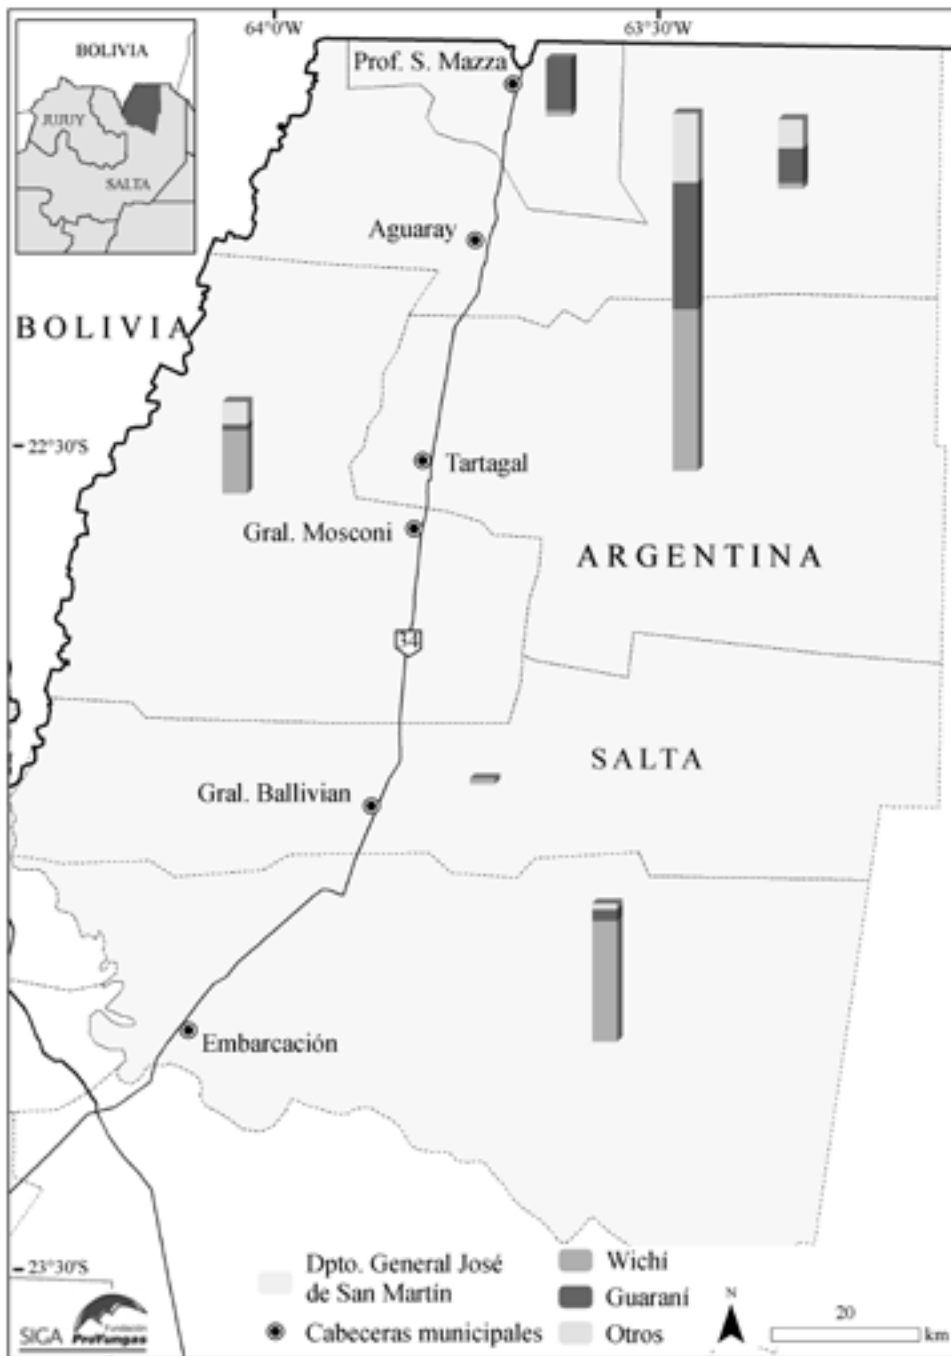 64°0'W
63°30'W
BOLIVIA
JUJUY
SALTA
Prof. S. Mazza
Aguaray
BOLIVIA
22°30'S
Tartagal
Gral. Mosconi
ARGENTINA
34
SALTA
Gral. Ballivian
Embarcación
23°30'S
Dpto. General José
de San Martín
Cabeceras municipales
Wichí
Guaraní
Otros
N
20
km
SIGA
Fundación
ProYungas